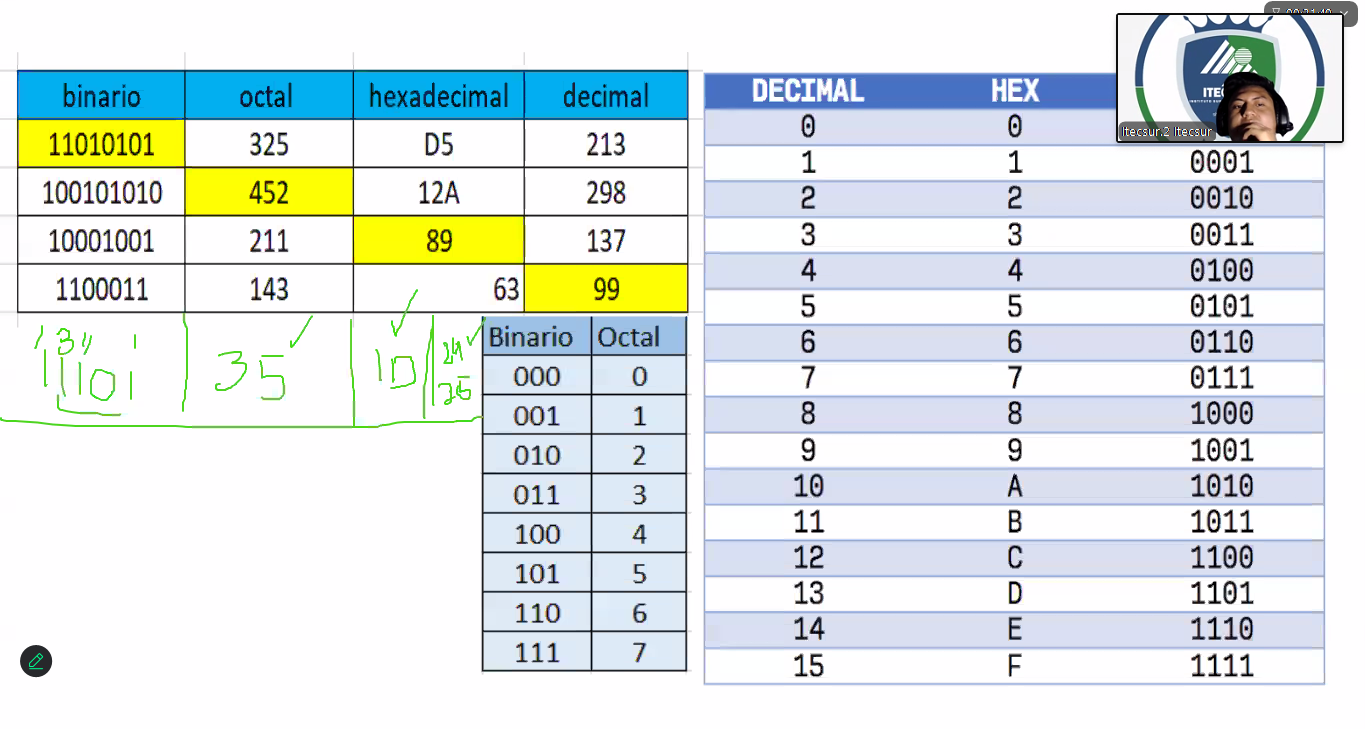 binario octal hexadecimal decimal
11010101 325 D5 213
100101010 452 12A 298
10001001 211 89 137
1100011 143 63 99
11101 35 1D
Binario Octal
000 0
001 1
010 2
011 3
100 4
101 5
110 6
111 7
DECIMAL HEX
0 0
1 1 0001
2 2 0010
3 3 0011
4 4 0100
5 5 0101
6 6 0110
7 7 0111
8 8 1000
9 9 1001
10 A 1010
11 B 1011
12 C 1100
13 D 1101
14 E 1110
15 F 1111
Itecsur.2 Itecsur